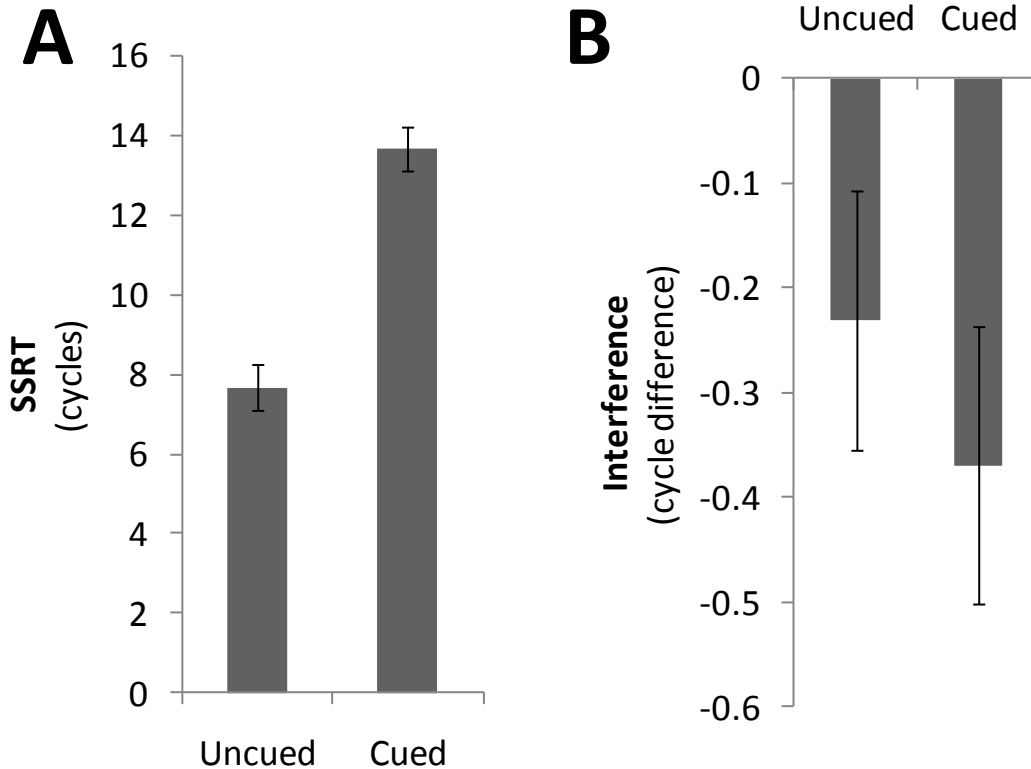 A
16
14
12
10
8
6
4
2
0
SSRT
(cycles)
Uncued Cued
B
Uncued Cued
0
-0.1
-0.2
-0.3
-0.4
-0.5
-0.6
Interference
(cycle difference)